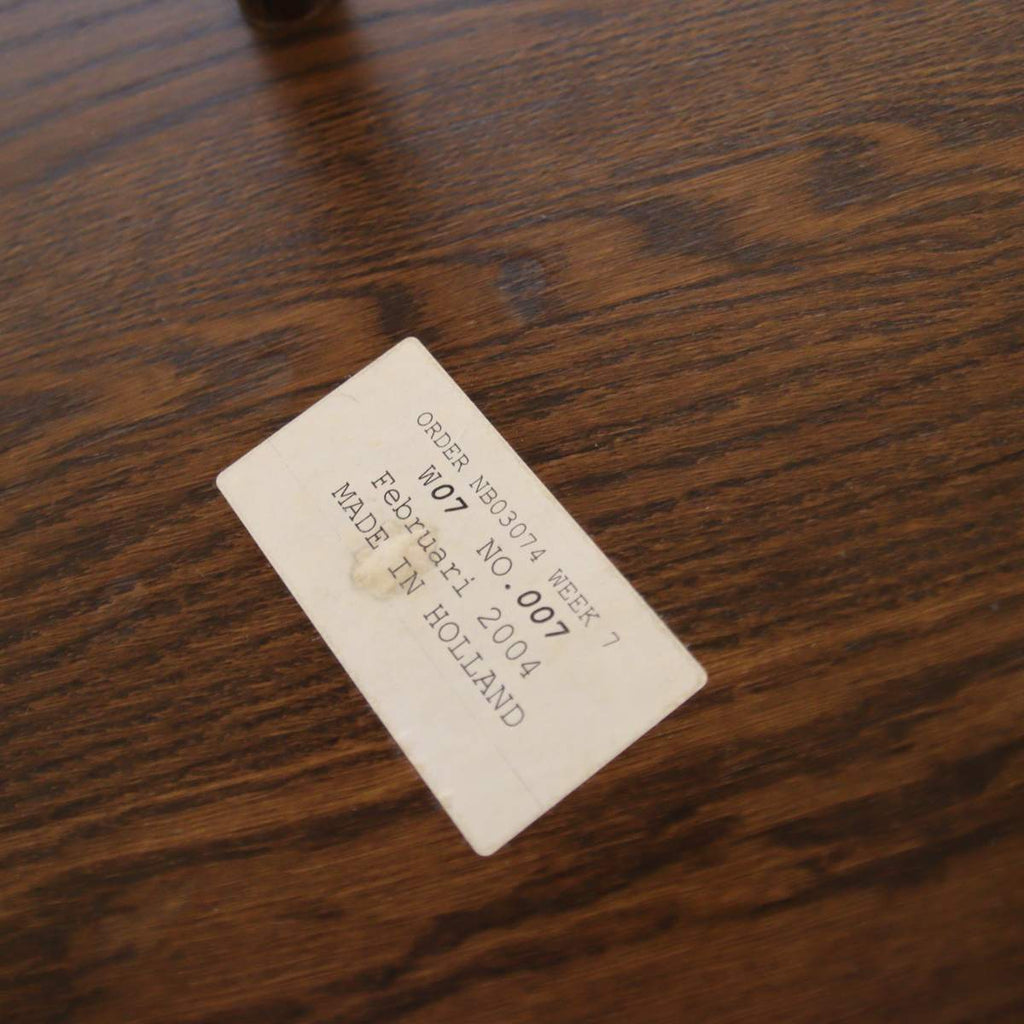 ORDER NB03074 WEEK 7
W07 NO.007
Februari 2004
MADE IN HOLLAND